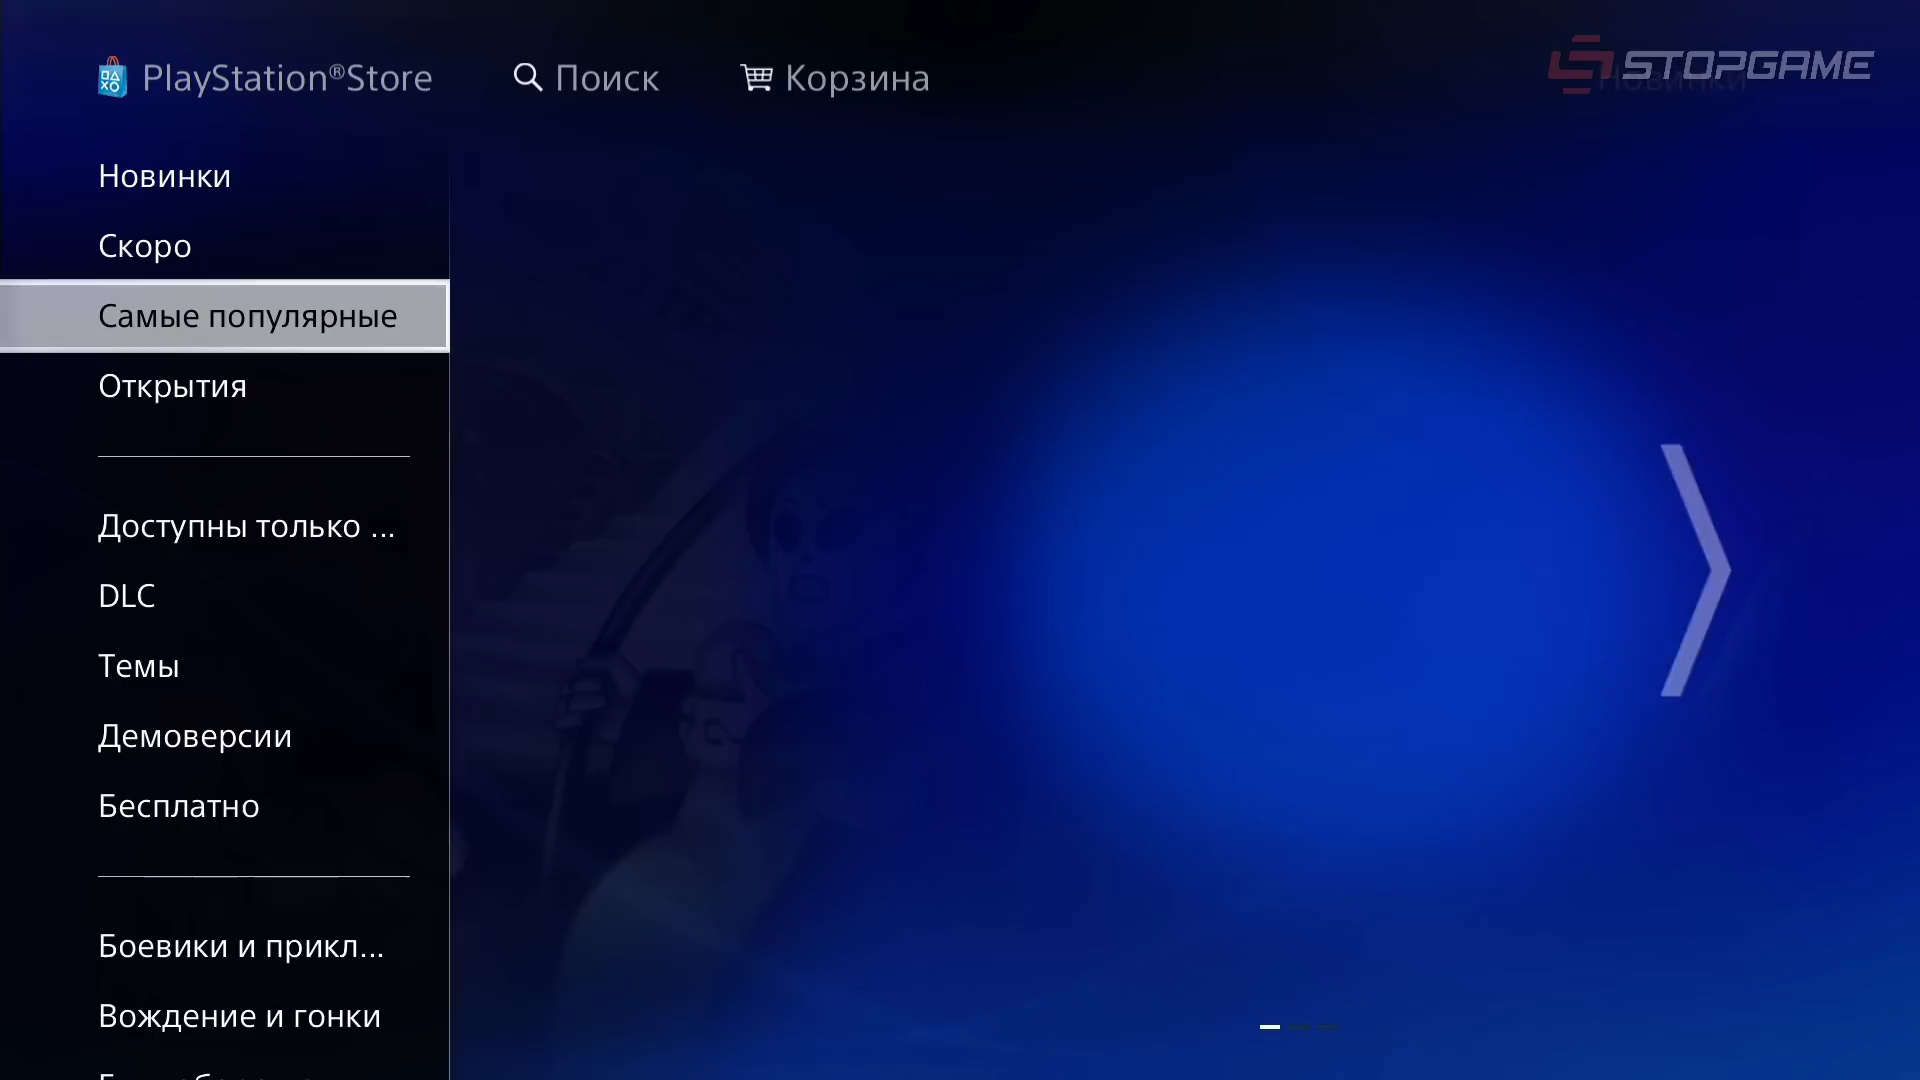 PlayStation®Store
Поиск
Корзина
STOPGAME
Новинки
Новинки
Скоро
Самые популярные
Открытия
Доступны только ...
DLC
Темы
Демоверсии
Бесплатно
Боевики и прикл...
Вождение и гонки